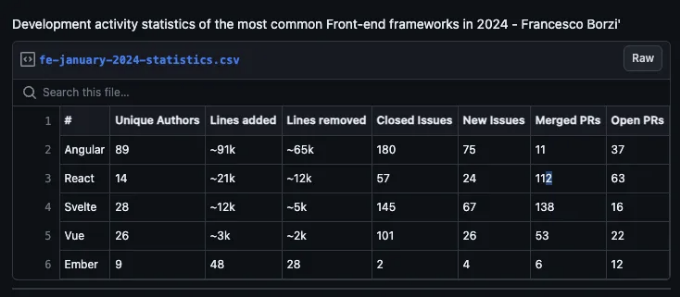 Development activity statistics of the most common Front-end frameworks in 2024 - Francesco Borzi'
fe-january-2024-statistics.csv Raw
Search this file...
1 # Unique Authors Lines added Lines removed Closed Issues New Issues Merged PRs Open PRs
2 Angular 89 ~91k ~65k 180 75 11 37
3 React 14 ~21k ~12k 57 24 112 63
4 Svelte 28 ~12k ~5k 145 67 138 16
5 Vue 26 ~3k ~2k 101 26 53 22
6 Ember 9 48 28 2 4 6 12